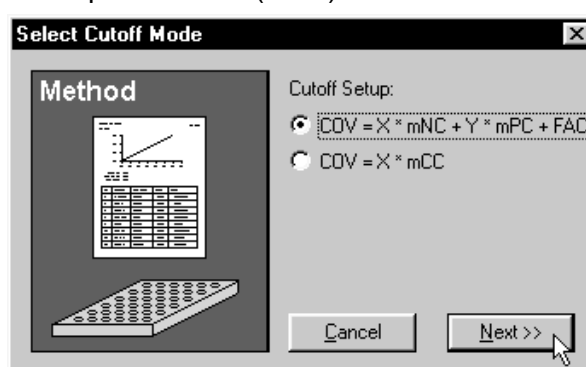 Select Cutoff Mode
Method
Cutoff Setup:
COV = X * mNC + Y * mPC + FAC
COV = X * mCC
Cancel
Next >>